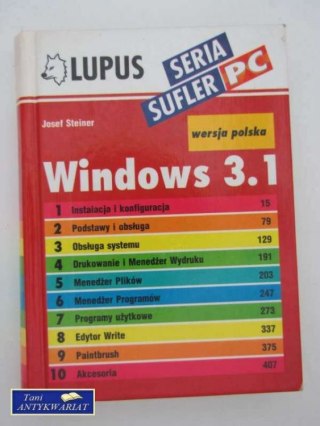 LUPUS
SERIA
SUFLER PC
Josef Steiner
wersja polska
Windows 3.1
1 Instalacja i konfiguracja 15
2 Podstawy i obsługa 79
3 Obsługa systemu 129
4 Drukowanie i Menedżer Wydruku 191
5 Menedżer Plików 203
6 Menedżer Programów 247
7 Programy użytkowe 273
8 Edytor Write 337
9 Paintbrush 375
10 Akcesoria 407
Tani
ANTYKWARIAT